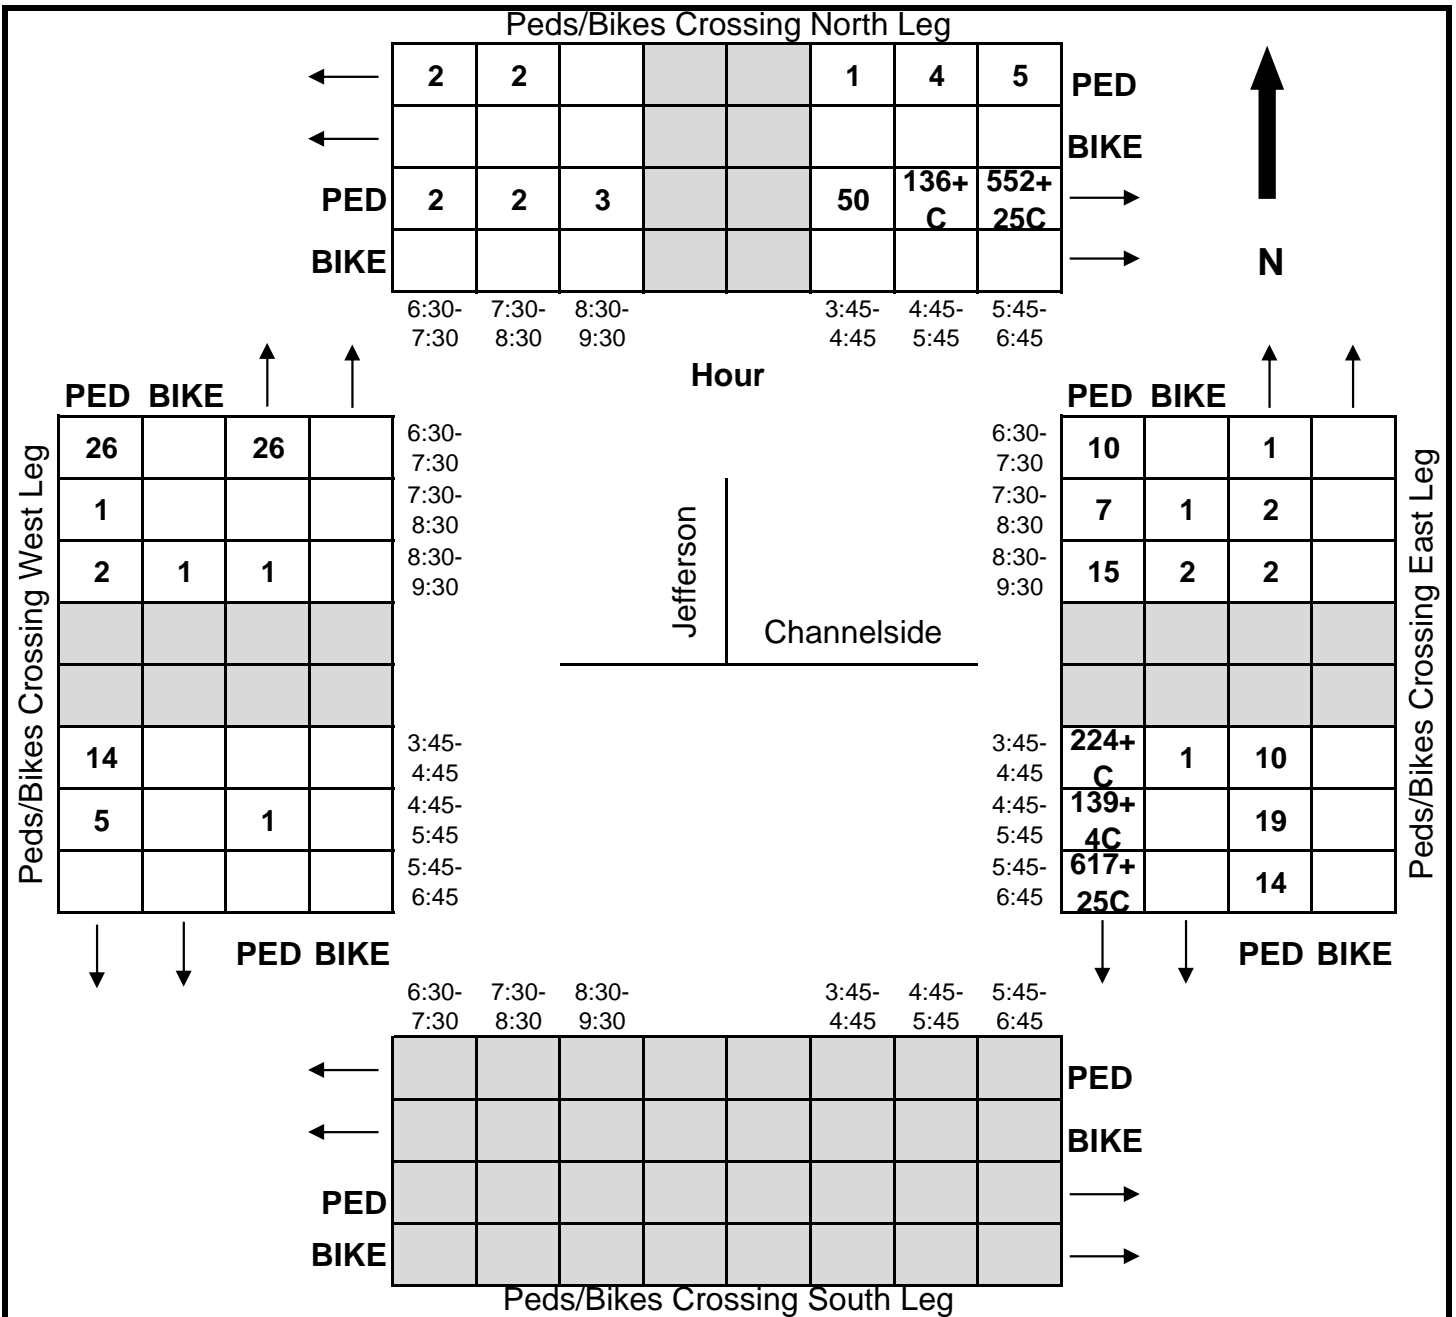 Peds/Bikes Crossing North Leg
2 2 1 4 5 PED
BIKE
PED 2 2 3 50 136+ C 552+ 25C
BIKE
N
6:30- 7:30- 8:30- 3:45- 4:45- 5:45-
7:30 8:30 9:30 4:45 5:45 6:45
Hour
Peds/Bikes Crossing West Leg
PED BIKE
26 26 6:30- 7:30
1 7:30- 8:30
2 1 1 8:30- 9:30
14 3:45- 4:45
5 1 4:45- 5:45
5:45- 6:45
PED BIKE
Jefferson
Channelside
PED BIKE
6:30- 7:30 10 1
7:30- 8:30 7 1 2
8:30- 9:30 15 2 2
3:45- 4:45 224+ C 1 10
4:45- 5:45 139+ 4C 19
5:45- 6:45 617+ 25C 14
PED BIKE
Peds/Bikes Crossing East Leg
6:30- 7:30- 8:30- 3:45- 4:45- 5:45-
7:30 8:30 9:30 4:45 5:45 6:45
PED
BIKE
PED
BIKE
Peds/Bikes Crossing South Leg